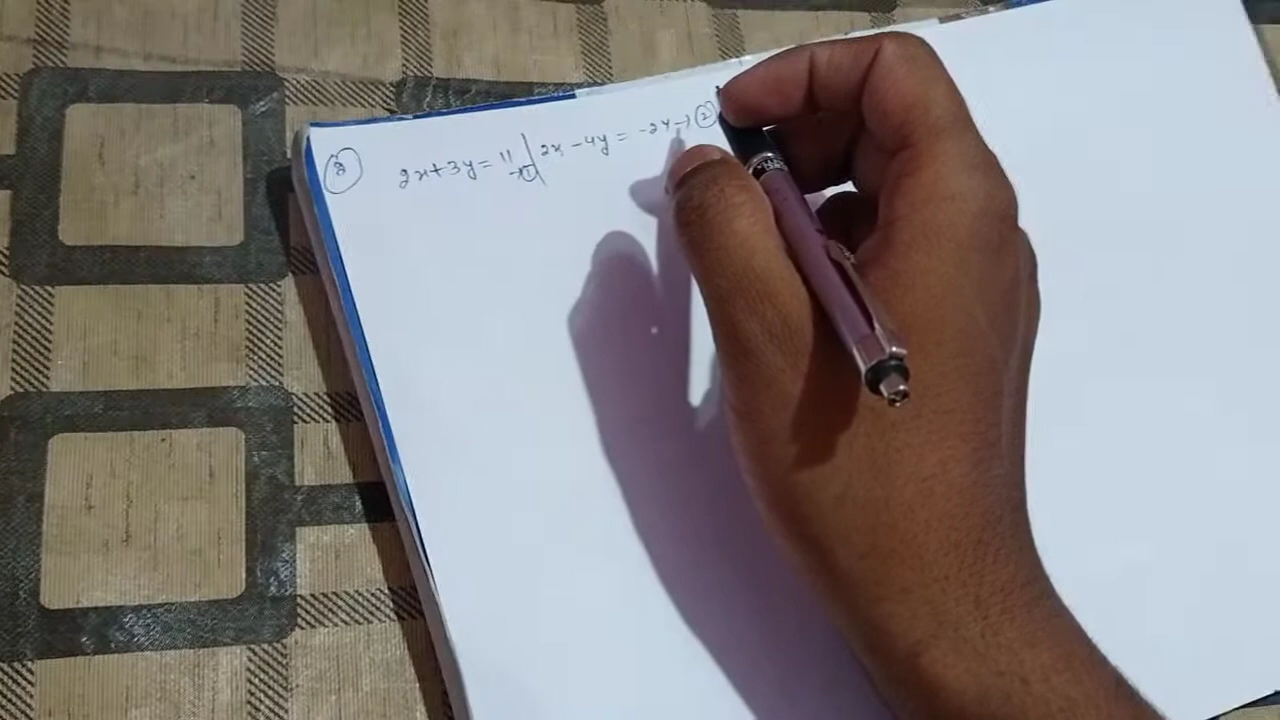 ② 2x+3y = 11 →① | 2x - 4y = -24 → ②